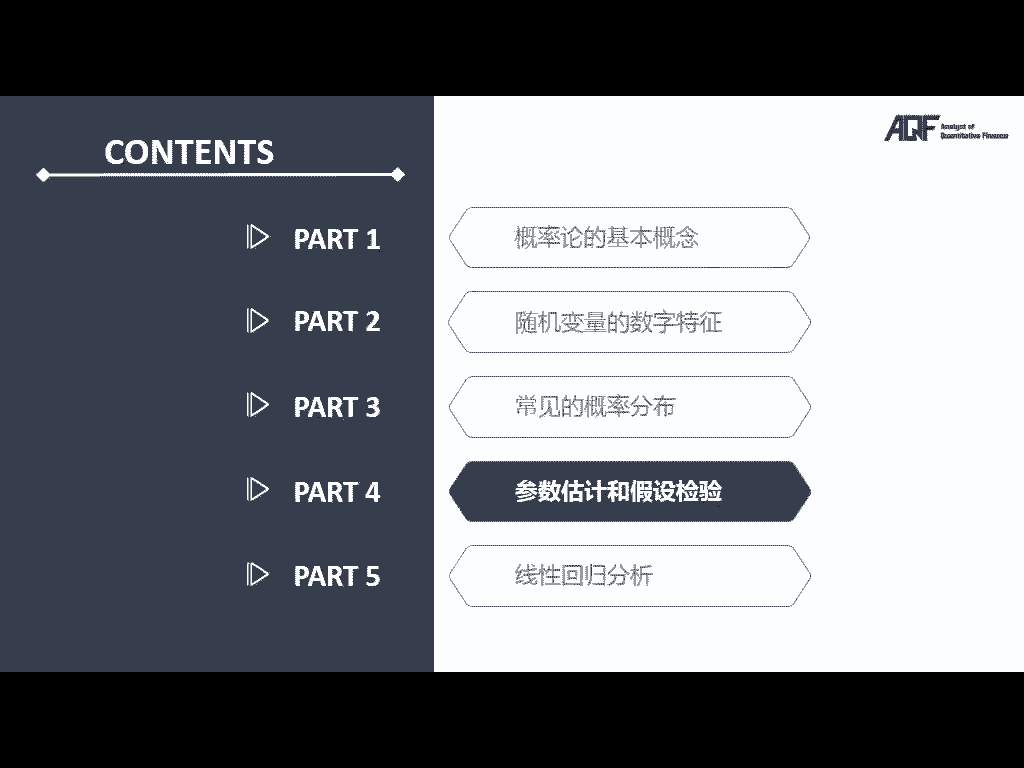 CONTENTS
AQF Analyst of
Quantitative Finance
PART 1 概率论的基本概念
PART 2 随机变量的数字特征
PART 3 常见的概率分布
PART 4 参数估计和假设检验
PART 5 线性回归分析